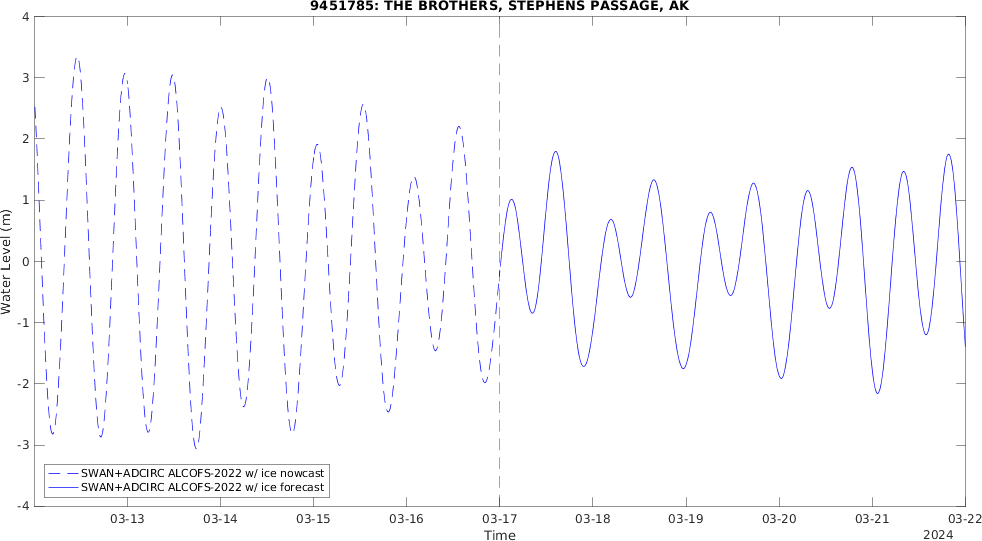 9451785: THE BROTHERS, STEPHENS PASSAGE, AK
Water Level (m)
4
3
2
1
0
-1
-2
-3
-4
SWAN+ADCIRC ALCOFS-2022 w/ ice nowcast
SWAN+ADCIRC ALCOFS-2022 w/ ice forecast
03-13 03-14 03-15 03-16 03-17 03-18 03-19 03-20 03-21 03-22
Time
2024